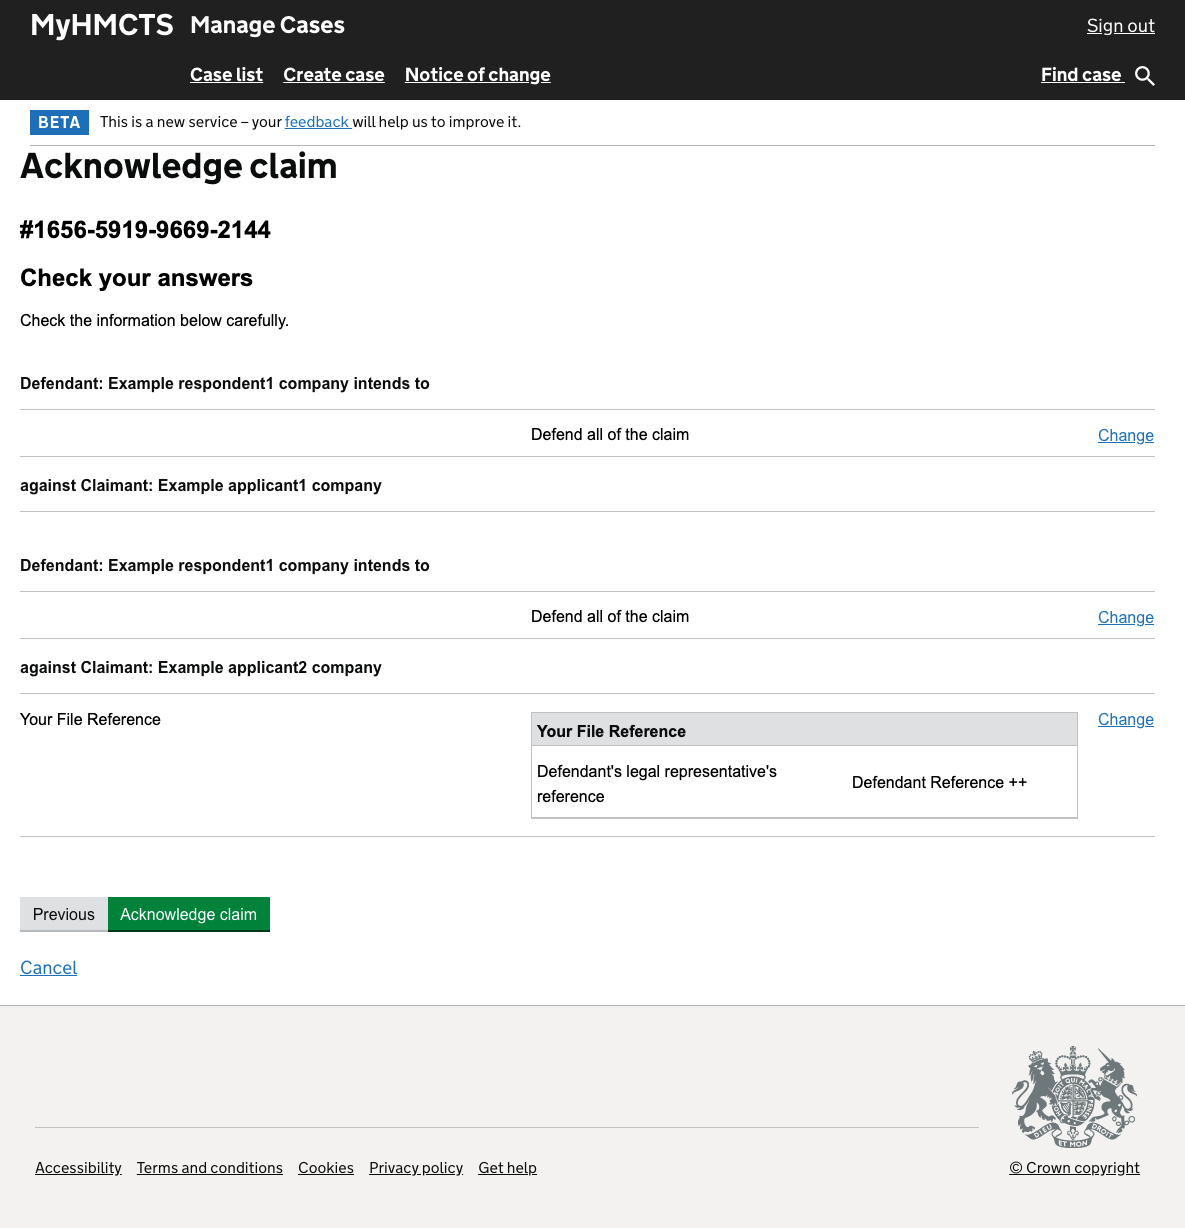 MyHMCTS Manage Cases Sign out
Case list Create case Notice of change Find case
BETA This is a new service – your feedback will help us to improve it.
Acknowledge claim
#1656-5919-9669-2144
Check your answers
Check the information below carefully.
Defendant: Example respondent1 company intends to
Defend all of the claim Change
against Claimant: Example applicant1 company
Defendant: Example respondent1 company intends to
Defend all of the claim Change
against Claimant: Example applicant2 company
Your File Reference Your File Reference Change
Defendant's legal representative's
reference
Defendant Reference ++
Previous Acknowledge claim
Cancel
DIEU ET MON DROIT
Accessibility Terms and conditions Cookies Privacy policy Get help © Crown copyright